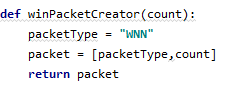 def winPacketCreator(count):
    packetType = "WNN"
    packet = [packetType,count]
    return packet